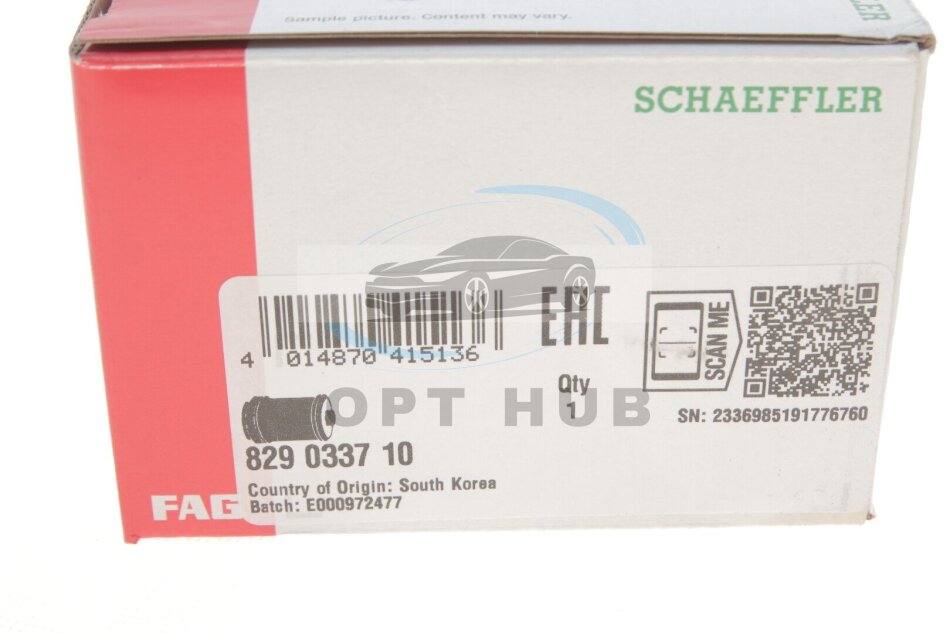 Sample picture. Content may vary.
SCHAEFFLER
EAC
SCAN ME
4 014870 415136
Qty
1
OPT HUB
SN: 2336985191776760
829 0337 10
Country of Origin: South Korea
Batch: E000972477
FAG